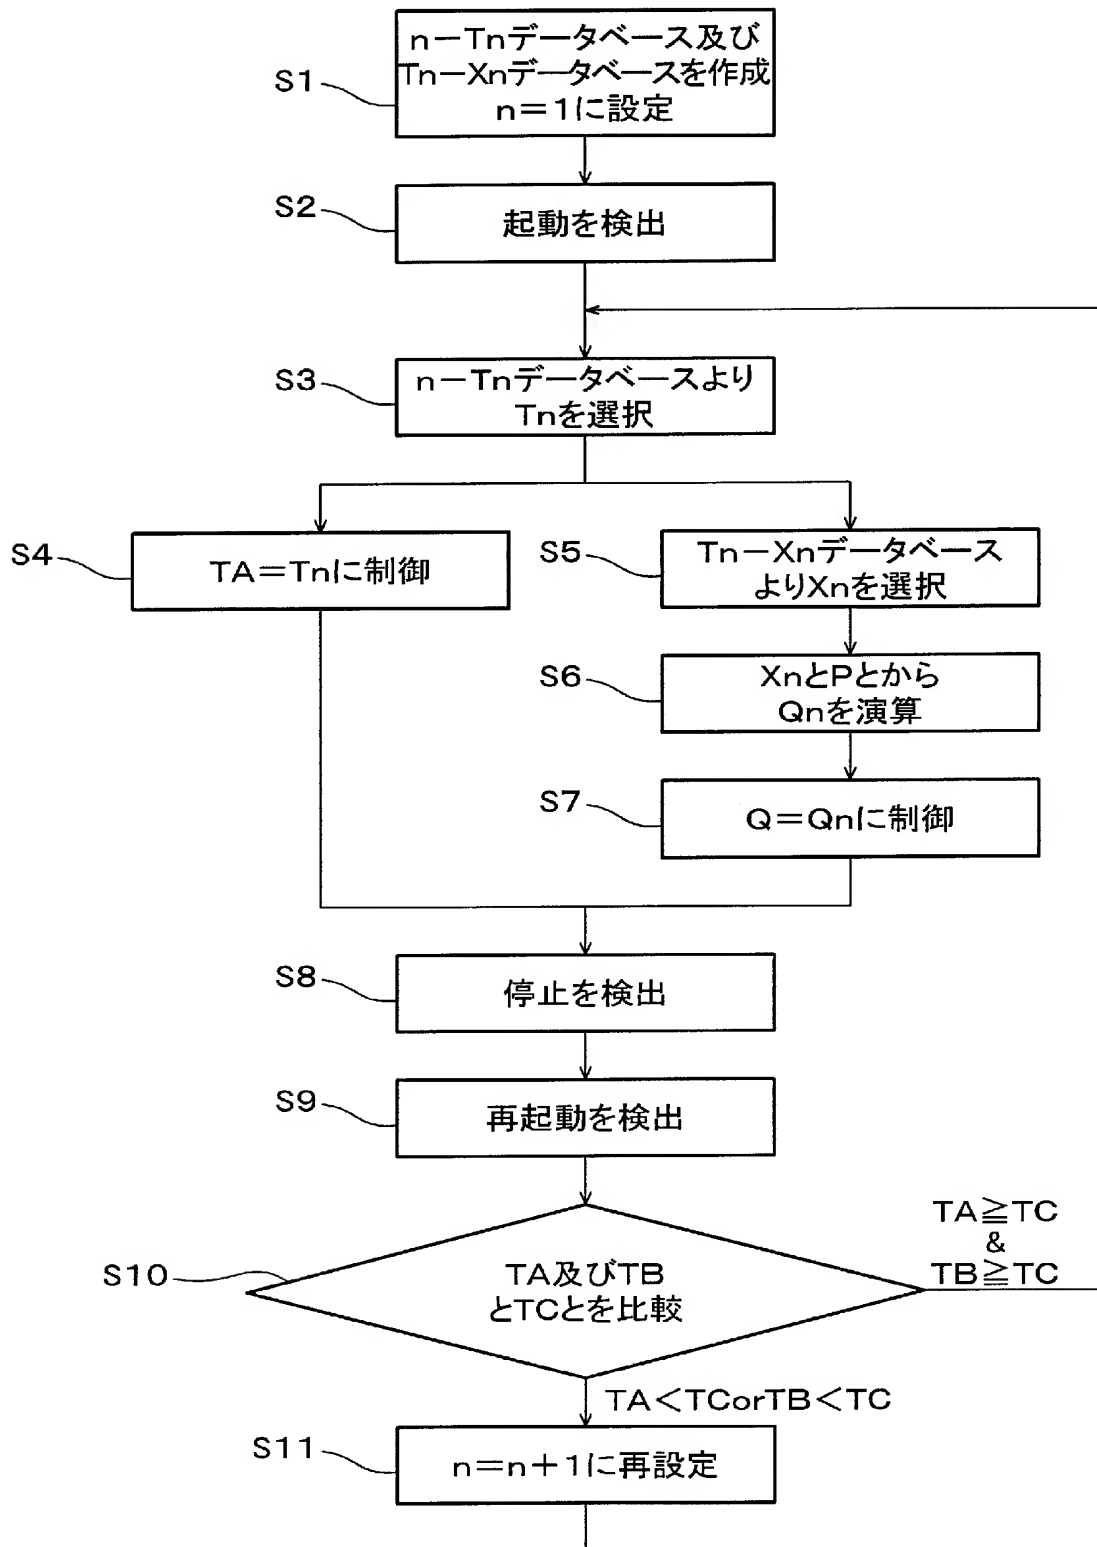 S1
n－Tnデータベース及び
Tn－Xnデータベースを作成
n＝1に設定
S2
起動を検出
S3
n－Tnデータベースより
Tnを選択
S4
TA＝Tnに制御
S5
Tn－Xnデータベース
よりXnを選択
S6
XnとPとから
Qnを演算
S7
Q＝Qnに制御
S8
停止を検出
S9
再起動を検出
S10
TA及びTB
とTCとを比較
TA≧TC
&
TB≧TC
TA＜TCorTB＜TC
S11
n＝n＋1に再設定